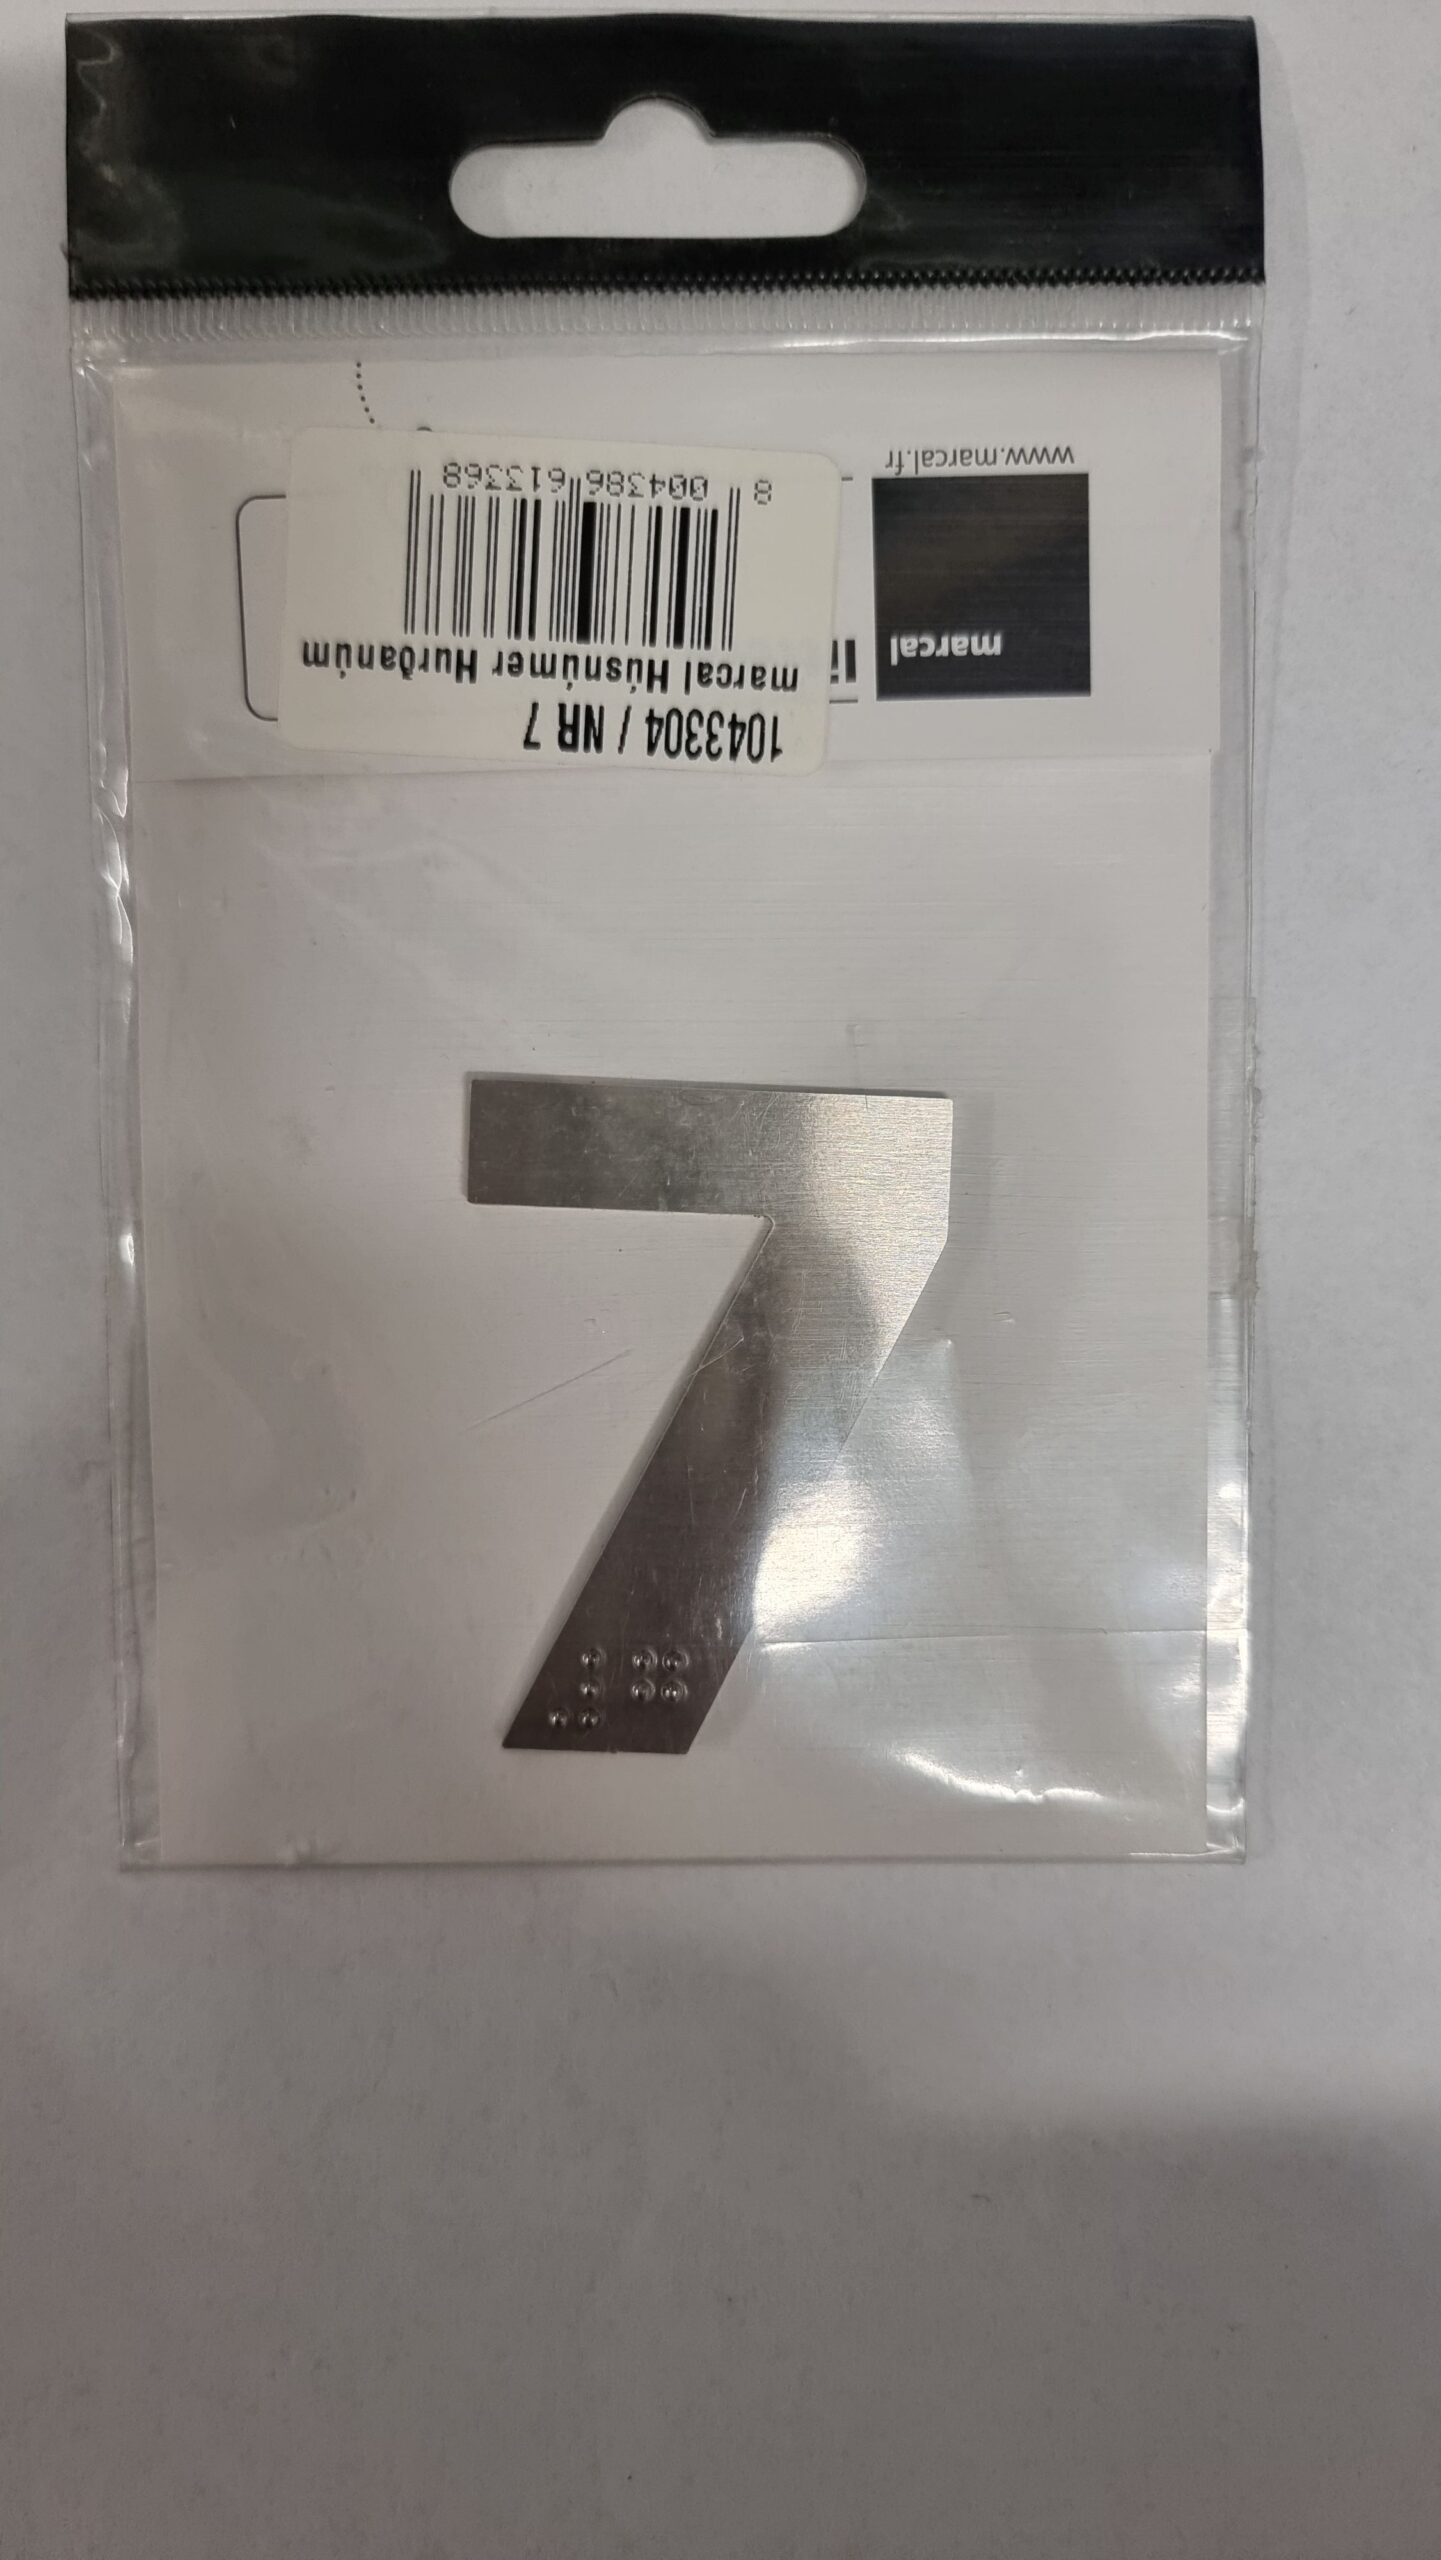 1043304 / NR 7
marcal Húsnúmer Hurðanúm
8 004386 613368
marcal
www.marcal.fr
7
⠼⠛